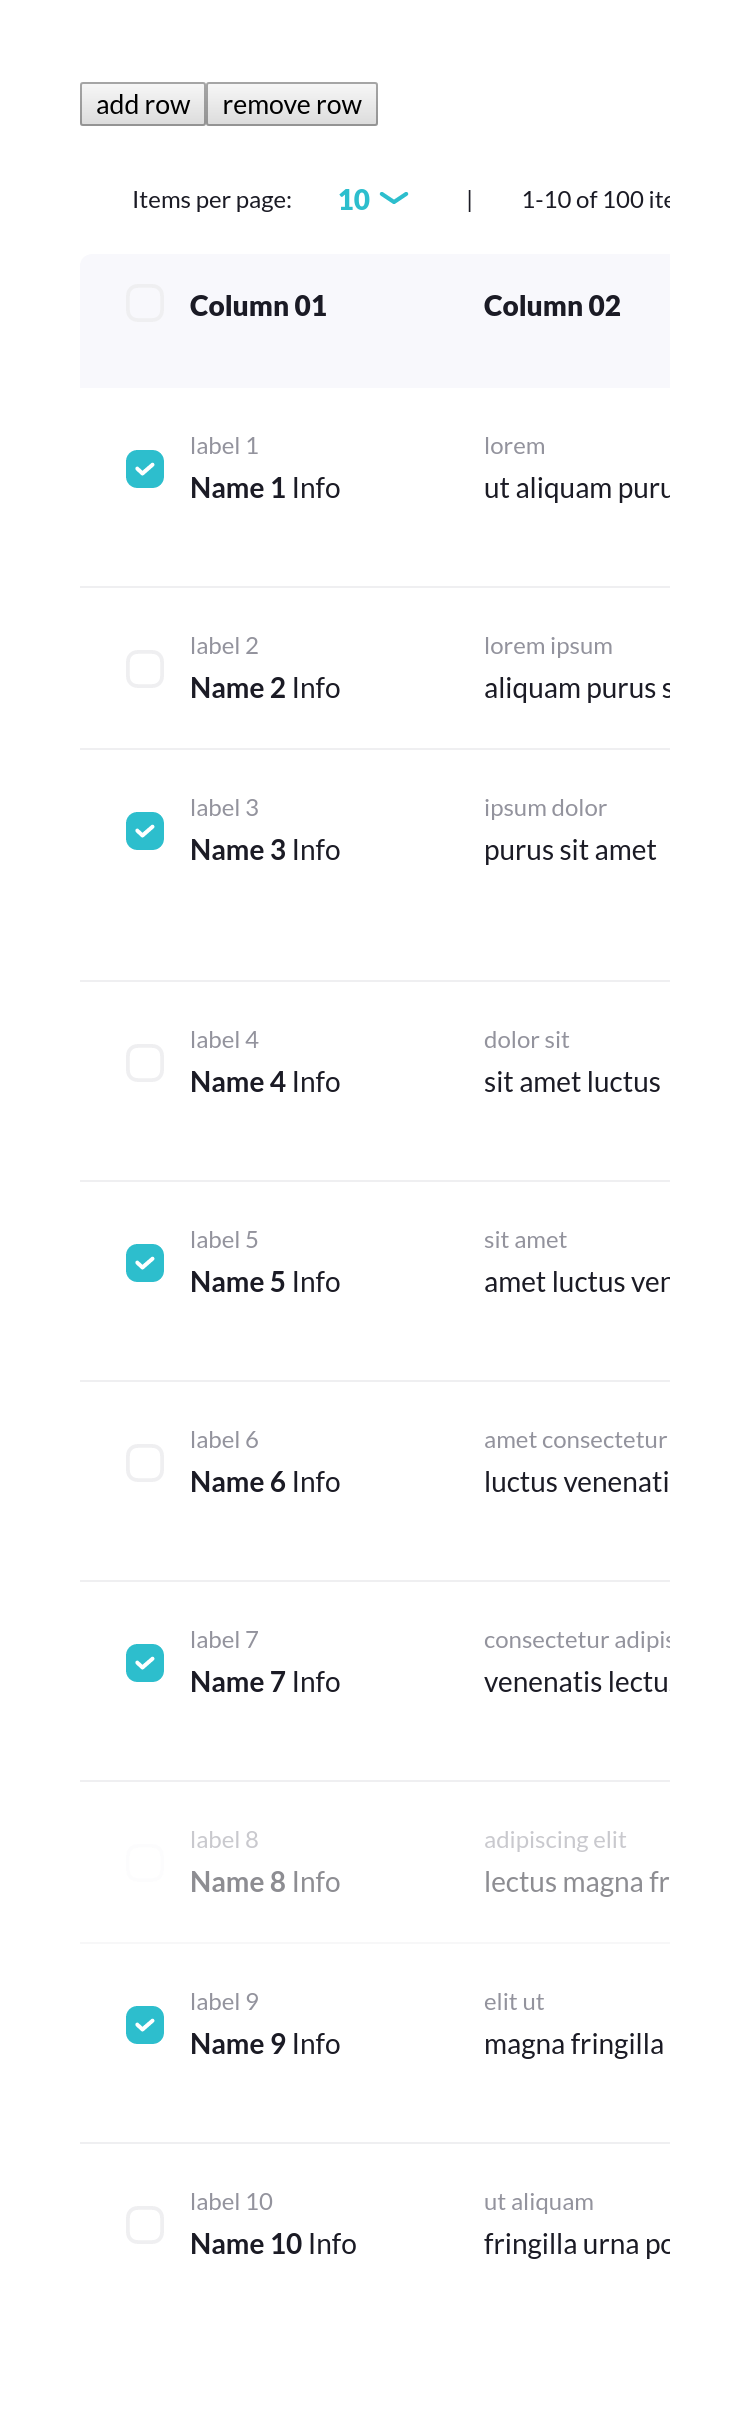 add row remove row
Items per page: 10 | 1-10 of 100 ite
Column 01 Column 02
label 1 lorem
Name 1 Info ut aliquam puru
label 2 lorem ipsum
Name 2 Info aliquam purus s
label 3 ipsum dolor
Name 3 Info purus sit amet
label 4 dolor sit
Name 4 Info sit amet luctus
label 5 sit amet
Name 5 Info amet luctus ven
label 6 amet consectetur
Name 6 Info luctus venenati
label 7 consectetur adipis
Name 7 Info venenatis lectu
label 8 adipiscing elit
Name 8 Info lectus magna fr
label 9 elit ut
Name 9 Info magna fringilla
label 10 ut aliquam
Name 10 Info fringilla urna po